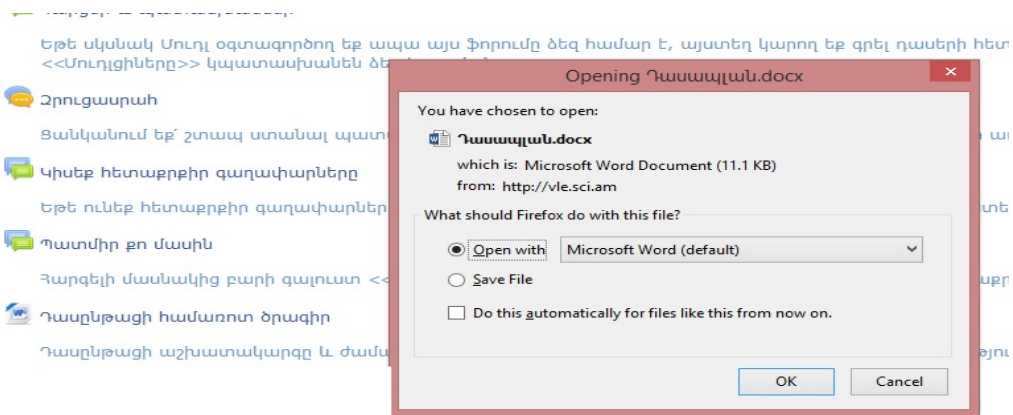 Եթե սկսնակ Մուդլ օգտագործող եք ապա այս ֆորումը ձեզ համար է, այստեղ կարող եք գրել դասերի հետ
<<Մուդլցիները>> կպատասխանեն
Զրուցասրահ
Ցանկանում եք՛ շտապ ստանալ
Կիսեք հետաքրքիր գաղափարները
Եթե ունեք հետաքրքիր գաղափարներ
Պատմիր քո մասին
Հարգելի մասնակից բարի գալուստ <<
Դասընթացի համառոտ ծրագիր
Դասընթացի աշխատակարգը և
Opening Դասապլան.docx
You have chosen to open:
Դասապլան.docx
which is: Microsoft Word Document (11.1 KB)
from: http://vle.sci.am
What should Firefox do with this file?
Open with Microsoft Word (default)
Save File
Do this automatically for files like this from now on.
OK Cancel